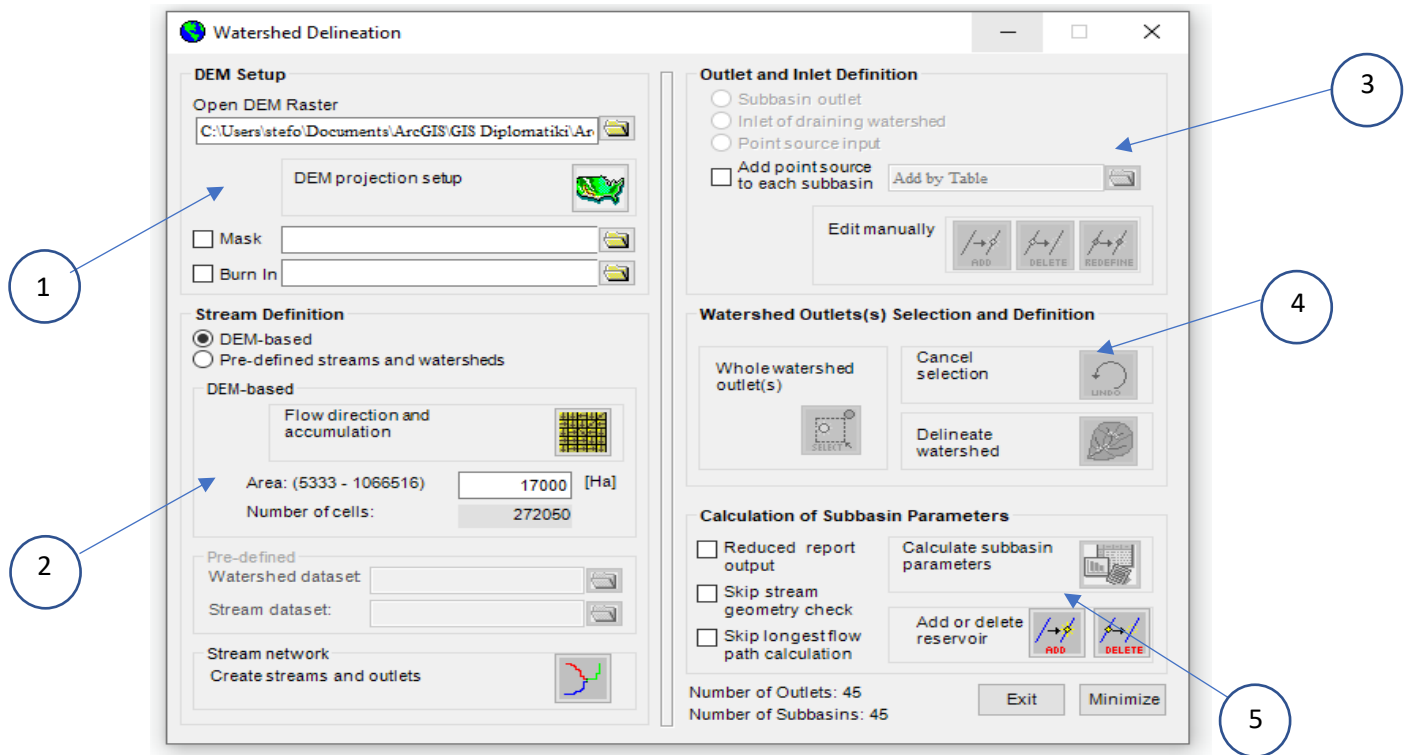 Watershed Delineation
DEM Setup
Open DEM Raster
C:\Users\stefo\Documents\ArcGIS\GIS Diplomatiki\Ar
DEM projection setup
Mask
Burn In
1
Stream Definition
DEM-based
Pre-defined streams and watersheds
DEM-based
Flow direction and
accumulation
Area: (5333 - 1066516) 17000 [Ha]
Number of cells: 272050
2
Pre-defined
Watershed dataset
Stream dataset:
Stream network
Create streams and outlets
Outlet and Inlet Definition
Subbasin outlet
Inlet of draining watershed
Point source input
Add point source
to each subbasin
Add by Table
3
Edit manually
ADD DELETE REDEFINE
Watershed Outlets(s) Selection and Definition
Whole watershed
outlet(s)
SELECT
Cancel
selection
UNDO
Delineate
watershed
4
Calculation of Subbasin Parameters
Reduced report
output
Skip stream
geometry check
Skip longest flow
path calculation
Calculate subbasin
parameters
Add or delete
reservoir
ADD DELETE
Number of Outlets: 45
Number of Subbasins: 45
Exit Minimize
5